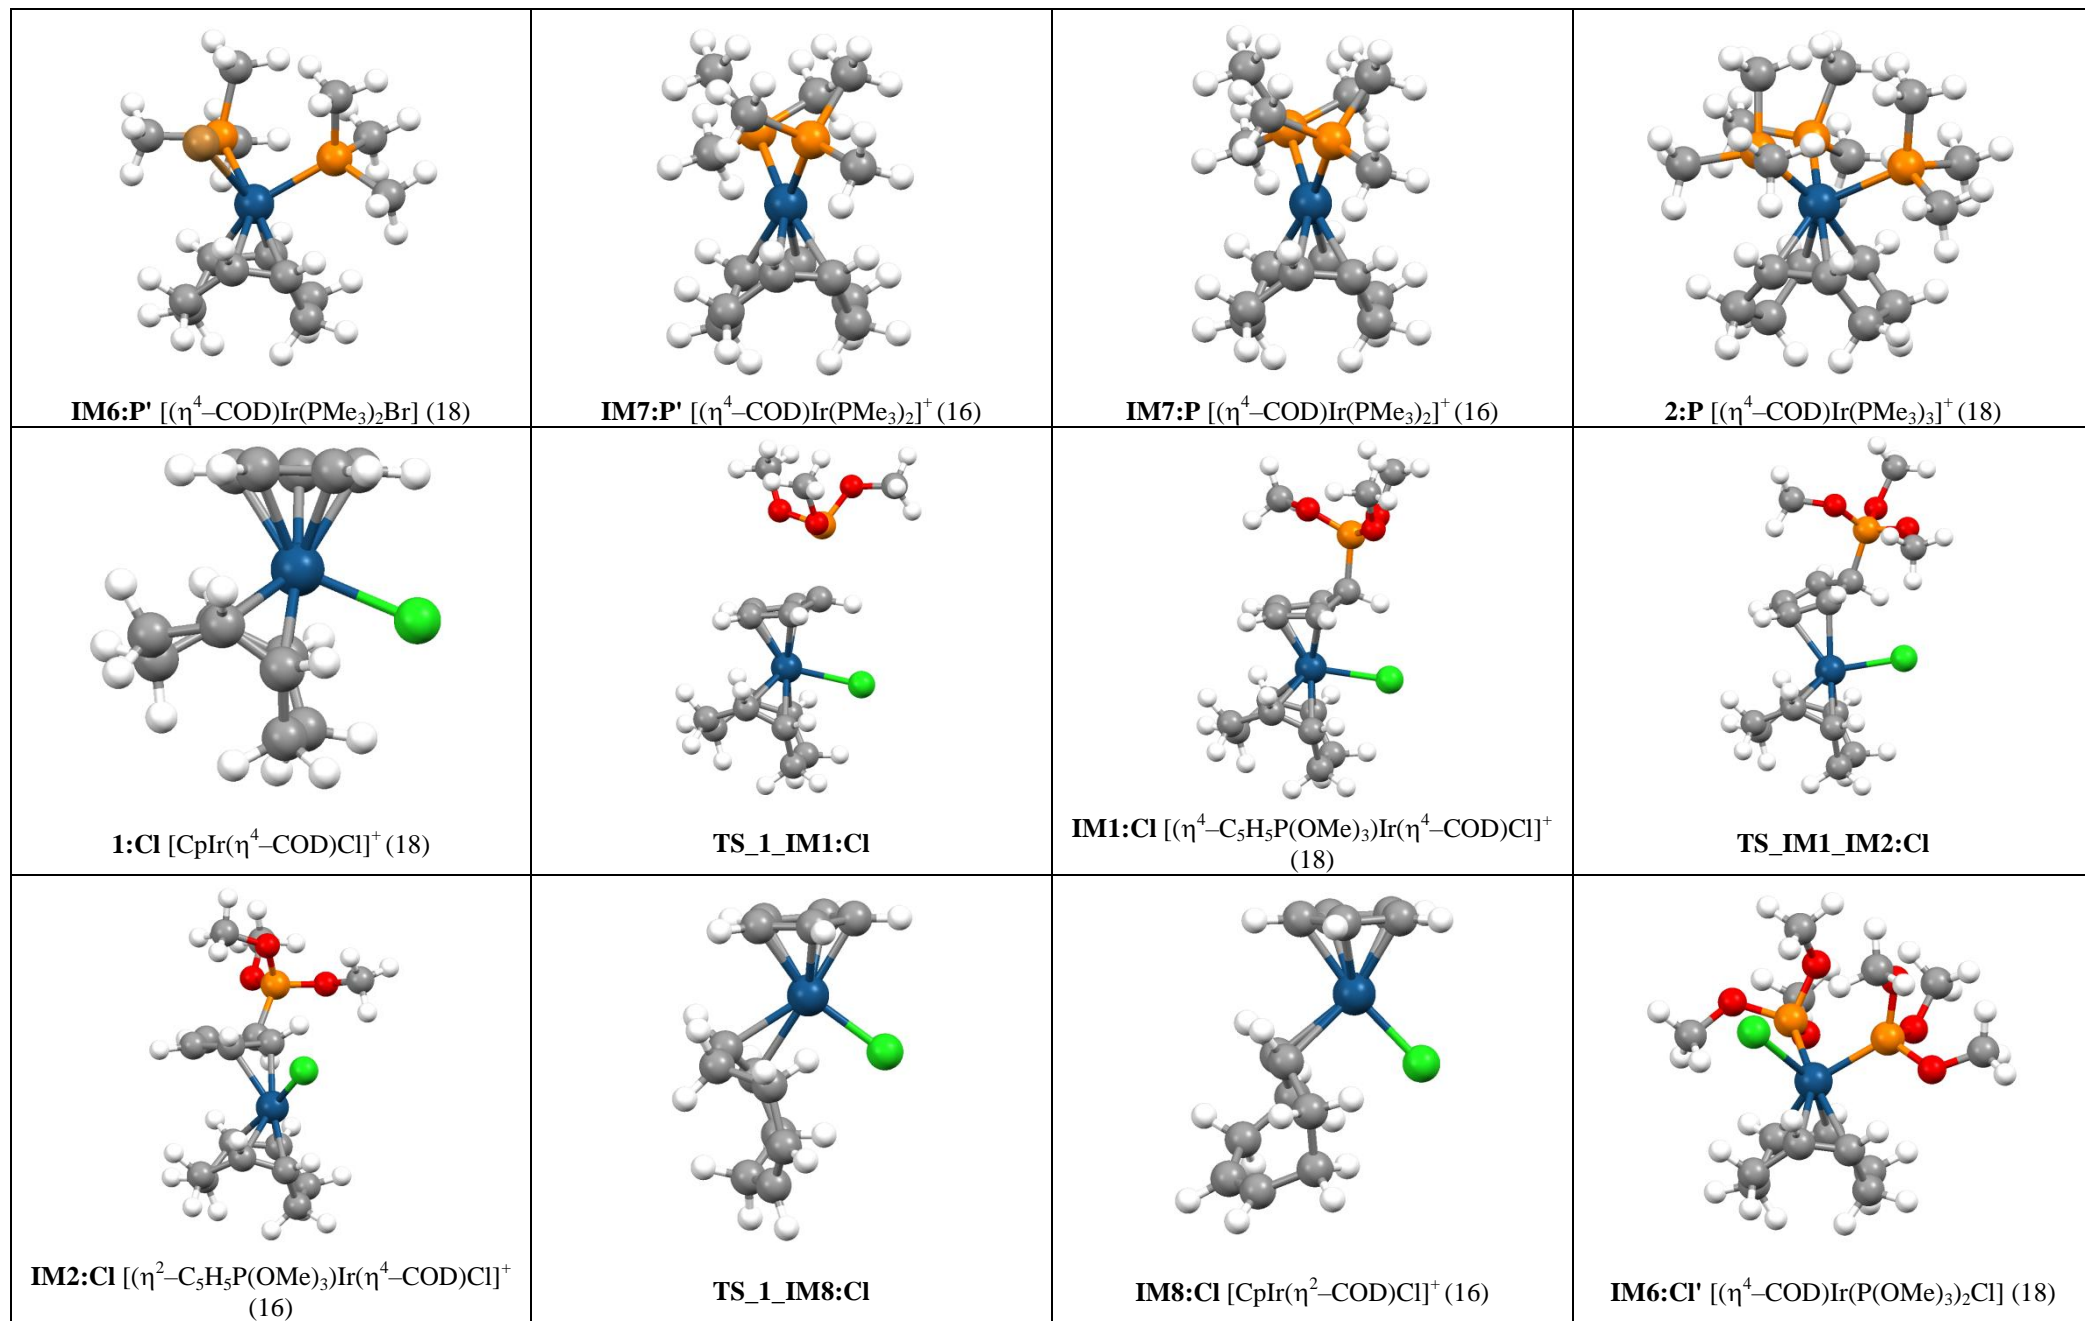 IM6:P' [(η⁴–COD)Ir(PMe₃)₂Br] (18)
IM7:P' [(η⁴–COD)Ir(PMe₃)₂]⁺ (16)
IM7:P [(η⁴–COD)Ir(PMe₃)₂]⁺ (16)
2:P [(η⁴–COD)Ir(PMe₃)₃]⁺ (18)
1:Cl [CpIr(η⁴–COD)Cl]⁺ (18)
TS_1_IM1:Cl
IM1:Cl [(η⁴–C₅H₅P(OMe)₃)Ir(η⁴–COD)Cl]⁺
(18)
TS_IM1_IM2:Cl
IM2:Cl [(η²–C₅H₅P(OMe)₃)Ir(η⁴–COD)Cl]⁺
(16)
TS_1_IM8:Cl
IM8:Cl [CpIr(η²–COD)Cl]⁺ (16)
IM6:Cl' [(η⁴–COD)Ir(P(OMe)₃)₂Cl] (18)